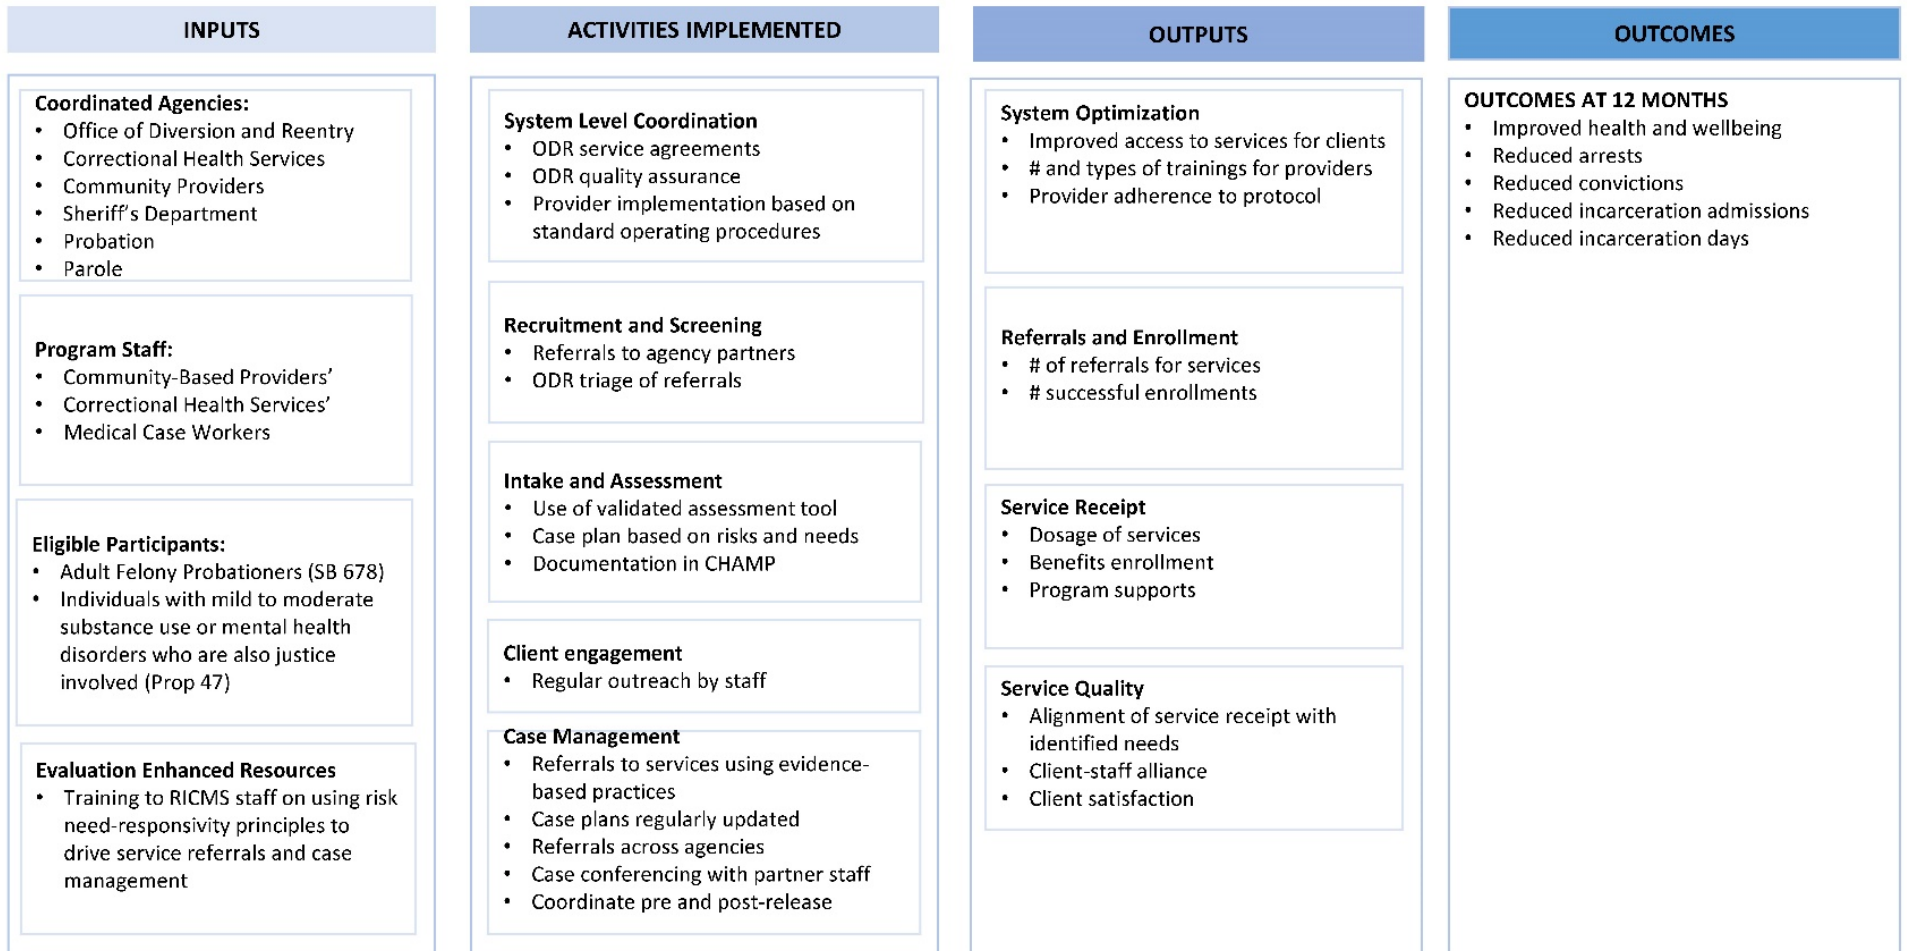 INPUTS
Coordinated Agencies:
• Office of Diversion and Reentry
• Correctional Health Services
• Community Providers
• Sheriff's Department
• Probation
• Parole
Program Staff:
• Community-Based Providers'
• Correctional Health Services'
• Medical Case Workers
Eligible Participants:
• Adult Felony Probationers (SB 678)
• Individuals with mild to moderate
substance use or mental health
disorders who are also justice
involved (Prop 47)
Evaluation Enhanced Resources
• Training to RICMS staff on using risk
need-responsivity principles to
drive service referrals and case
management
ACTIVITIES IMPLEMENTED
System Level Coordination
• ODR service agreements
• ODR quality assurance
• Provider implementation based on
standard operating procedures
Recruitment and Screening
• Referrals to agency partners
• ODR triage of referrals
Intake and Assessment
• Use of validated assessment tool
• Case plan based on risks and needs
• Documentation in CHAMP
Client engagement
• Regular outreach by staff
Case Management
• Referrals to services using evidence-
based practices
• Case plans regularly updated
• Referrals across agencies
• Case conferencing with partner staff
• Coordinate pre and post-release
OUTPUTS
System Optimization
• Improved access to services for clients
• # and types of trainings for providers
• Provider adherence to protocol
Referrals and Enrollment
• # of referrals for services
• # successful enrollments
Service Receipt
• Dosage of services
• Benefits enrollment
• Program supports
Service Quality
• Alignment of service receipt with
identified needs
• Client-staff alliance
• Client satisfaction
OUTCOMES
OUTCOMES AT 12 MONTHS
• Improved health and wellbeing
• Reduced arrests
• Reduced convictions
• Reduced incarceration admissions
• Reduced incarceration days